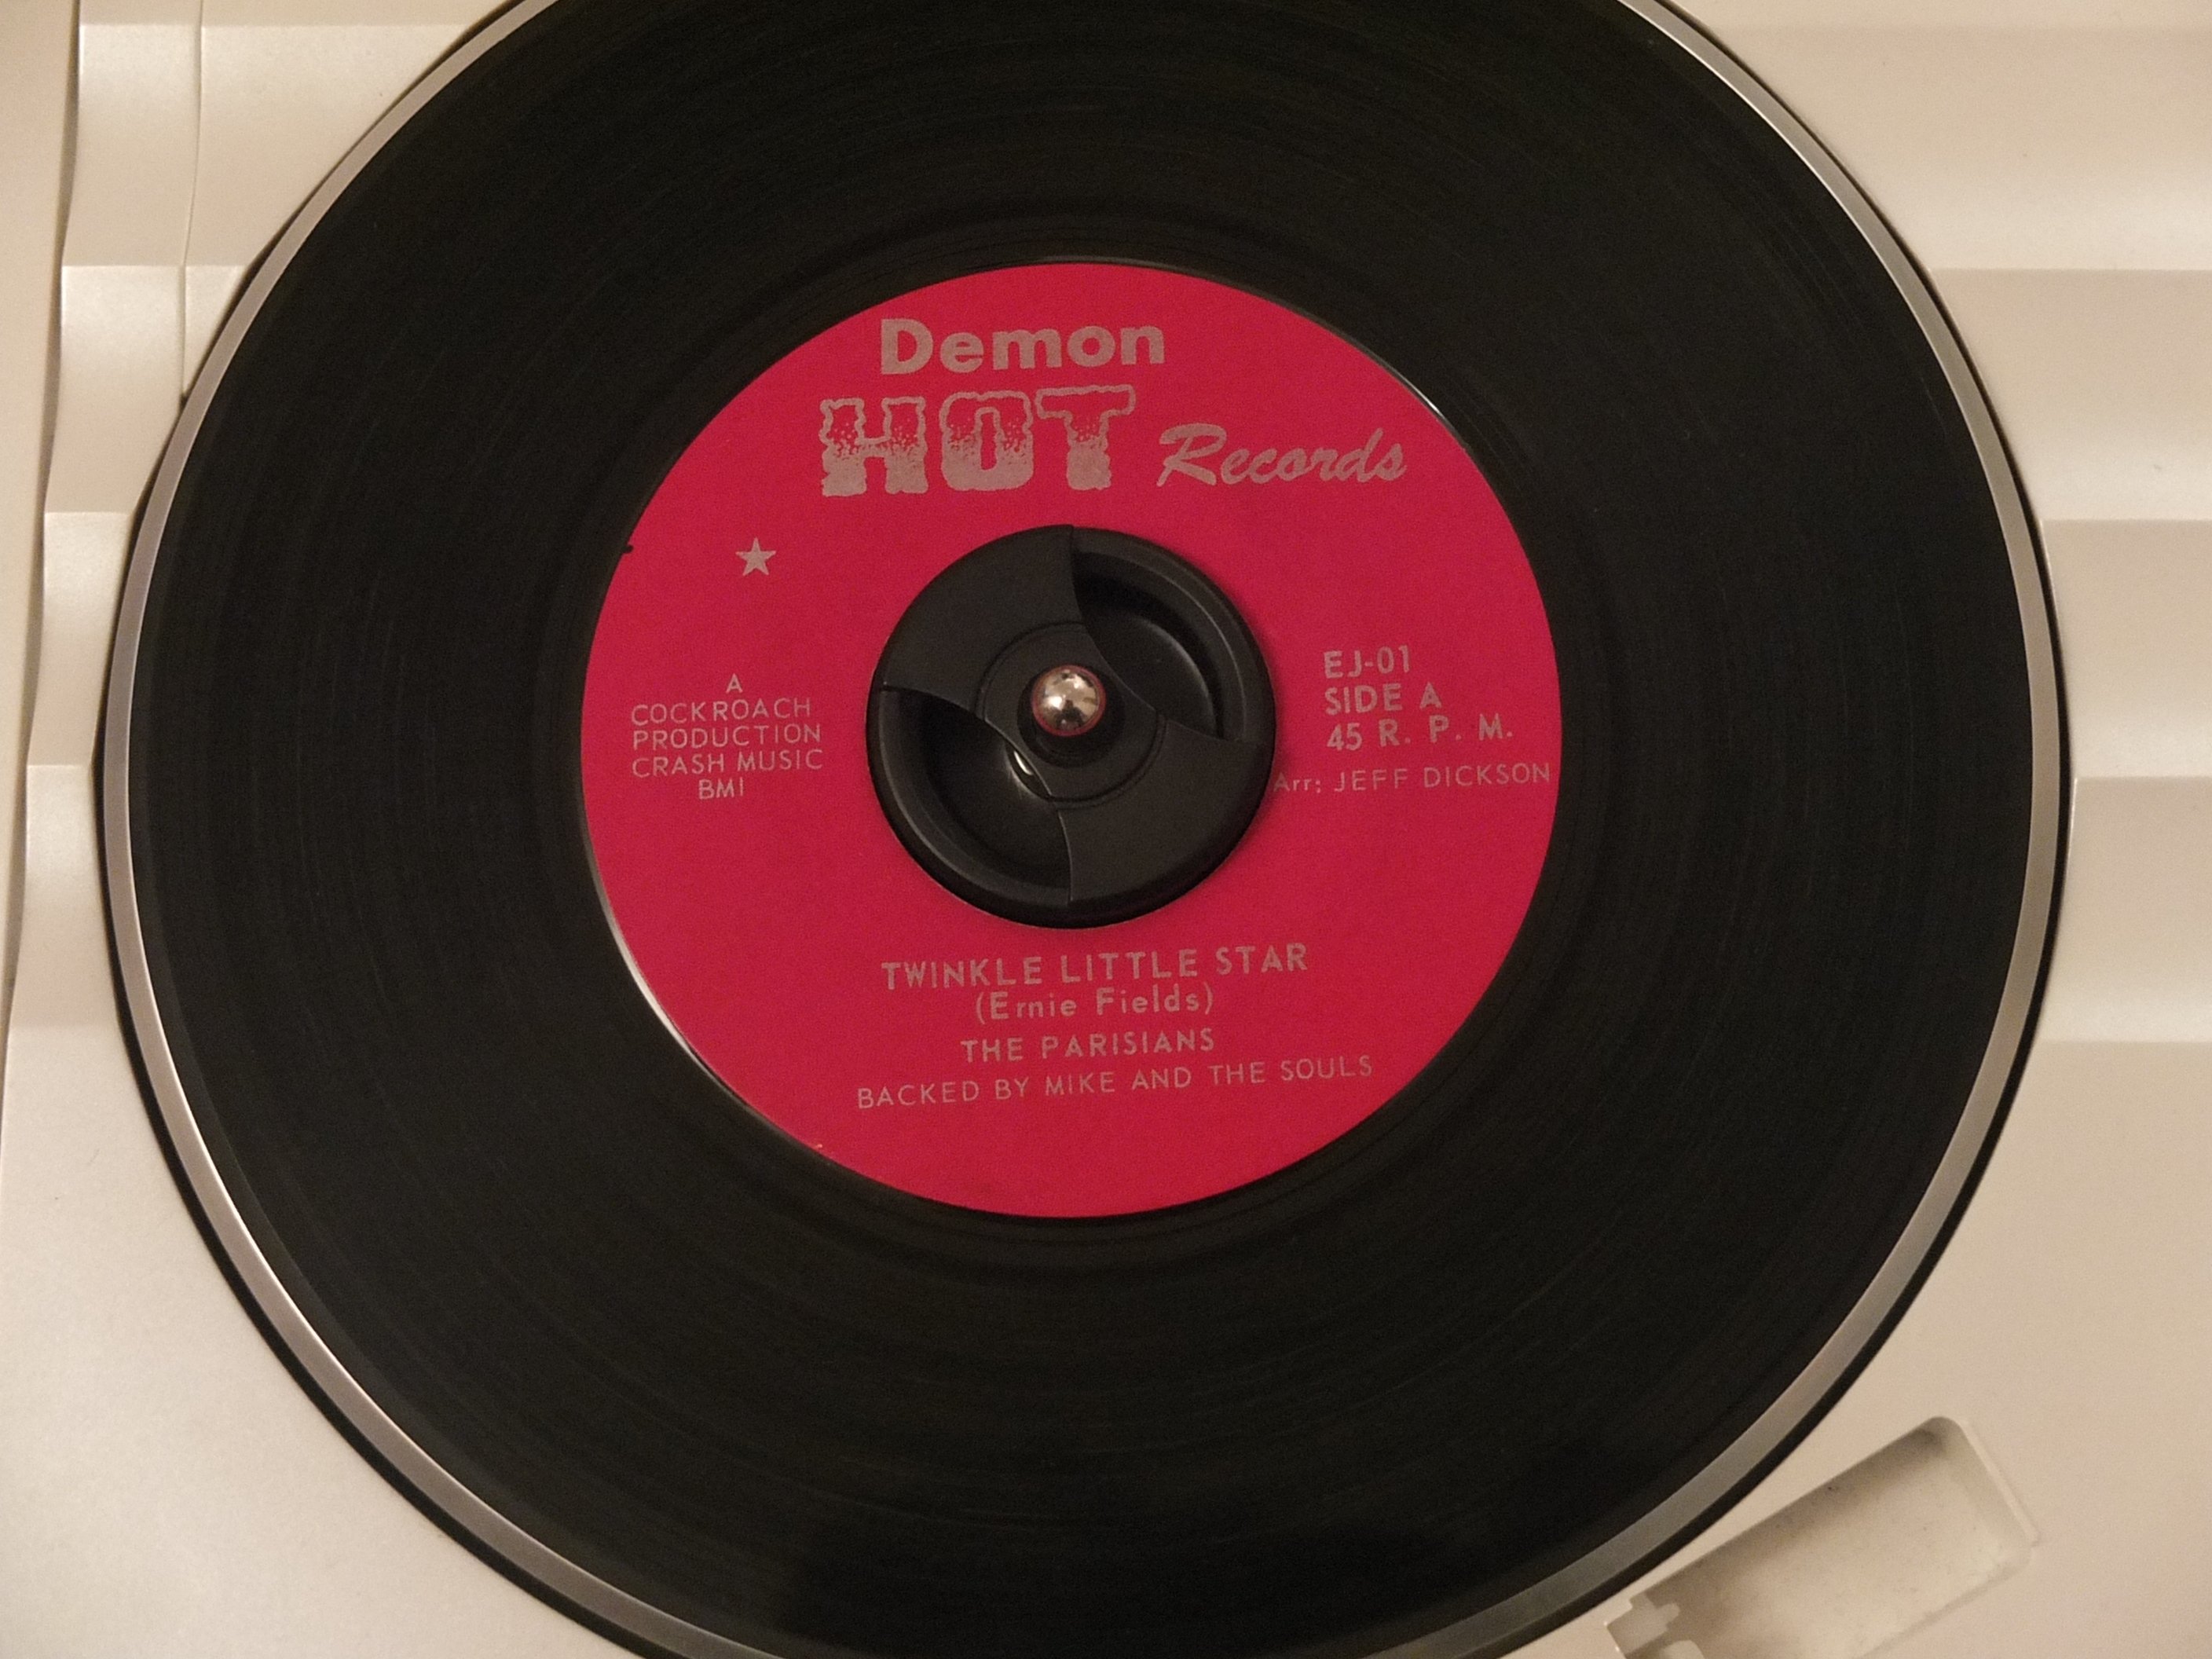 Demon
HOT Records
A
COCKROACH
PRODUCTION
CRASH MUSIC
BMI
EJ-01
SIDE A
45 R. P. M.
Arr: JEFF DICKSON
TWINKLE LITTLE STAR
(Ernie Fields)
THE PARISIANS
BACKED BY MIKE AND THE SOULS